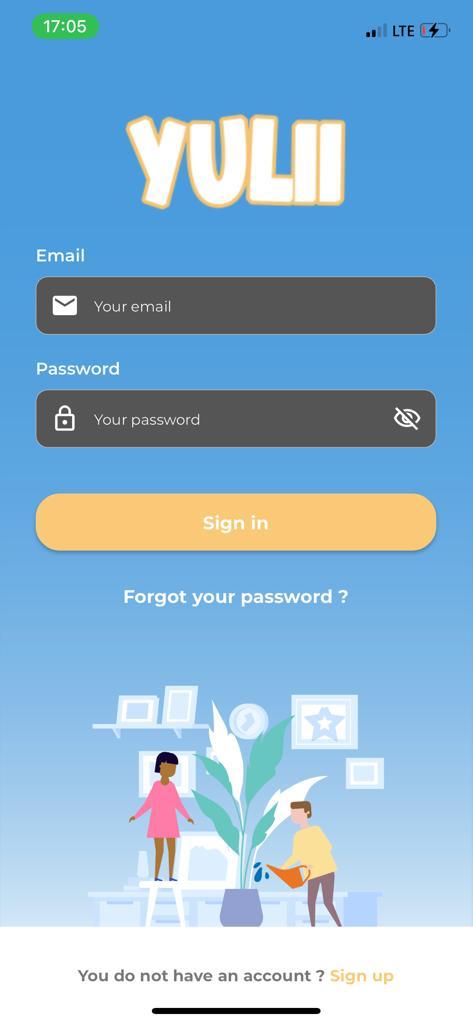 17:05
LTE
YULII
Email
Your email
Password
Your password
Sign in
Forgot your password ?
You do not have an account ? Sign up